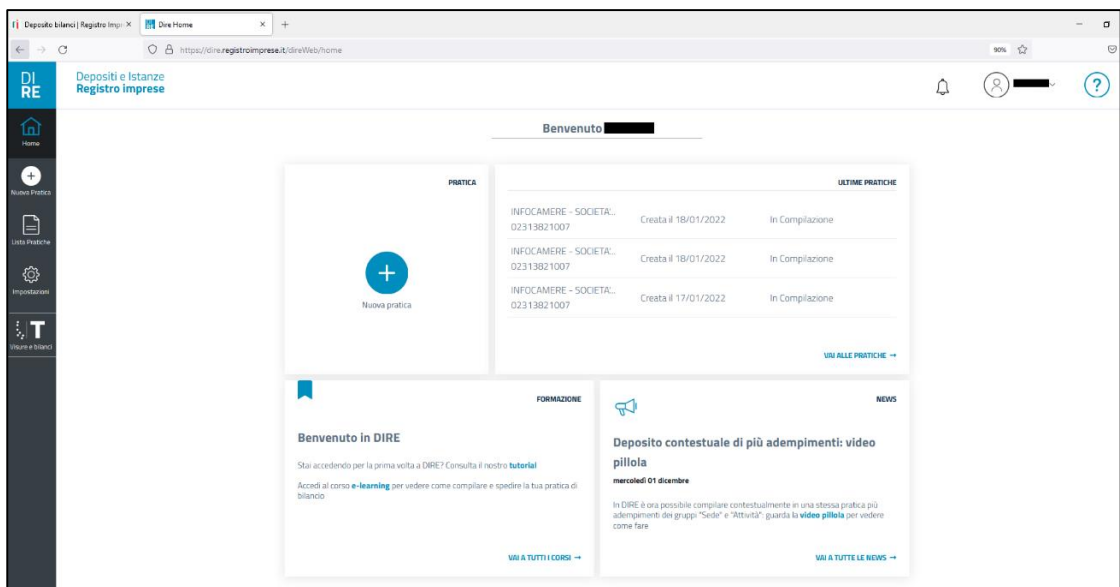 Deposito bilanci | Registro Impr
Dire Home
https://dire.registroimprese.it/direWeb/home
90%
DI
RE
Depositi e Istanze
Registro imprese
?
Home
Nuova Pratica
Lista Pratiche
Impostazioni
T
Visure e bilanci
Benvenuto
PRATICA
Nuova pratica
ULTIME PRATICHE
INFOCAMERE - SOCIETA'...
02313821007
Creata il 18/01/2022
In Compilazione
INFOCAMERE - SOCIETA'...
02313821007
Creata il 18/01/2022
In Compilazione
INFOCAMERE - SOCIETA'...
02313821007
Creata il 17/01/2022
In Compilazione
VAI ALLE PRATICHE →
FORMAZIONE
Benvenuto in DIRE
Stai accedendo per la prima volta a DIRE? Consulta il nostro tutorial
Accedi al corso e-learning per vedere come compilare e spedire la tua pratica di
bilancio
VAI A TUTTI I CORSI →
NEWS
Deposito contestuale di più adempimenti: video
pillola
mercoledì 01 dicembre
In DIRE è ora possibile compilare contestualmente in una stessa pratica più
adempimenti dei gruppi "Sede" e "Attività": guarda la video pillola per vedere
come fare
VAI A TUTTE LE NEWS →